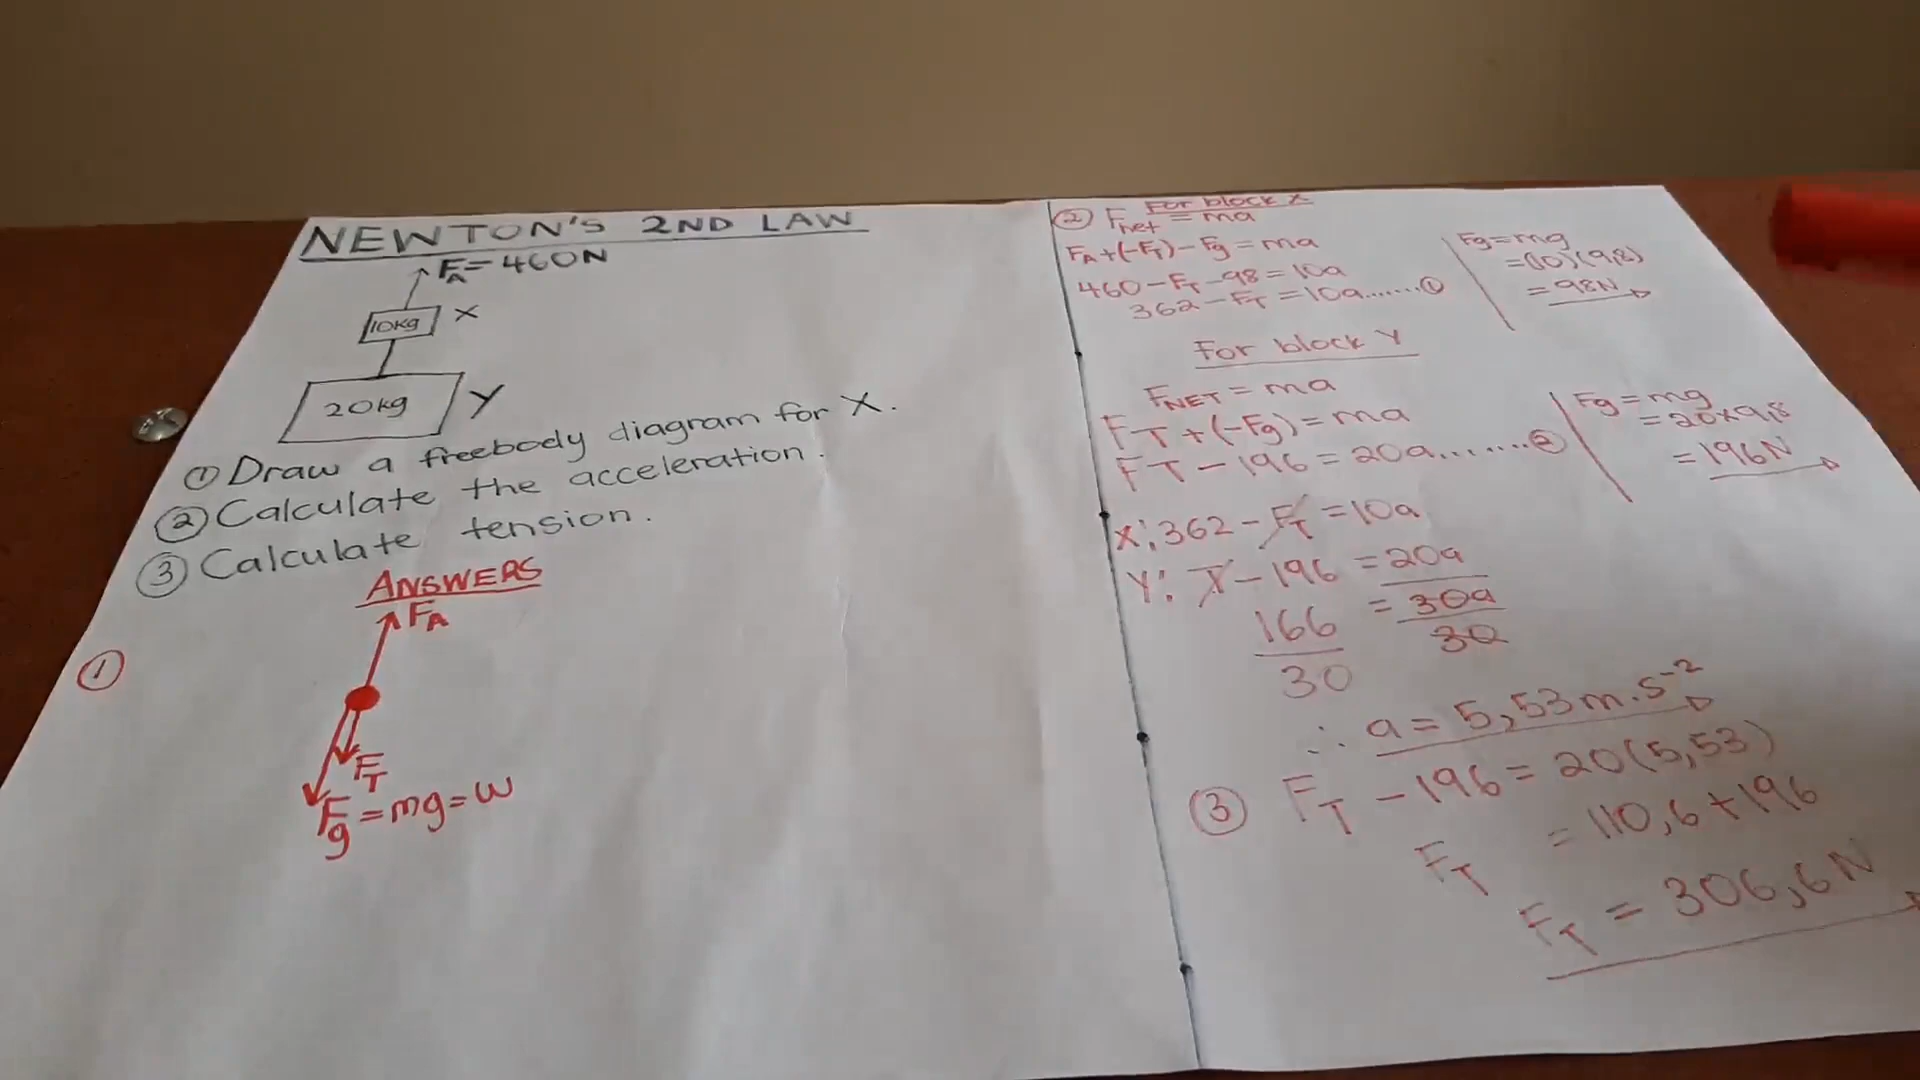 NEWTON'S 2ND LAW
FA = 460N
10kg X
20kg Y
① Draw a freebody diagram for X.
② Calculate the acceleration.
③ Calculate tension.
ANSWERS
①
FA
FT
Fg = mg = w
For block X
② Fnet = ma
FA + (-FT) - Fg = ma
460 - FT - 98 = 10a
362 - FT = 10a.......①
Fg = mg
= (10)(9,8)
= 98N
For block Y
FNET = ma
FT + (-Fg) = ma
FT - 196 = 20a.......②
Fg = mg
= 20x9,8
= 196N
X: 362 - FT = 10a
Y: T - 196 = 20a
166 = 30a
30 30
∴ a = 5,53m.s⁻²
③ FT - 196 = 20(5,53)
FT = 110,6 + 196
FT = 306,6N